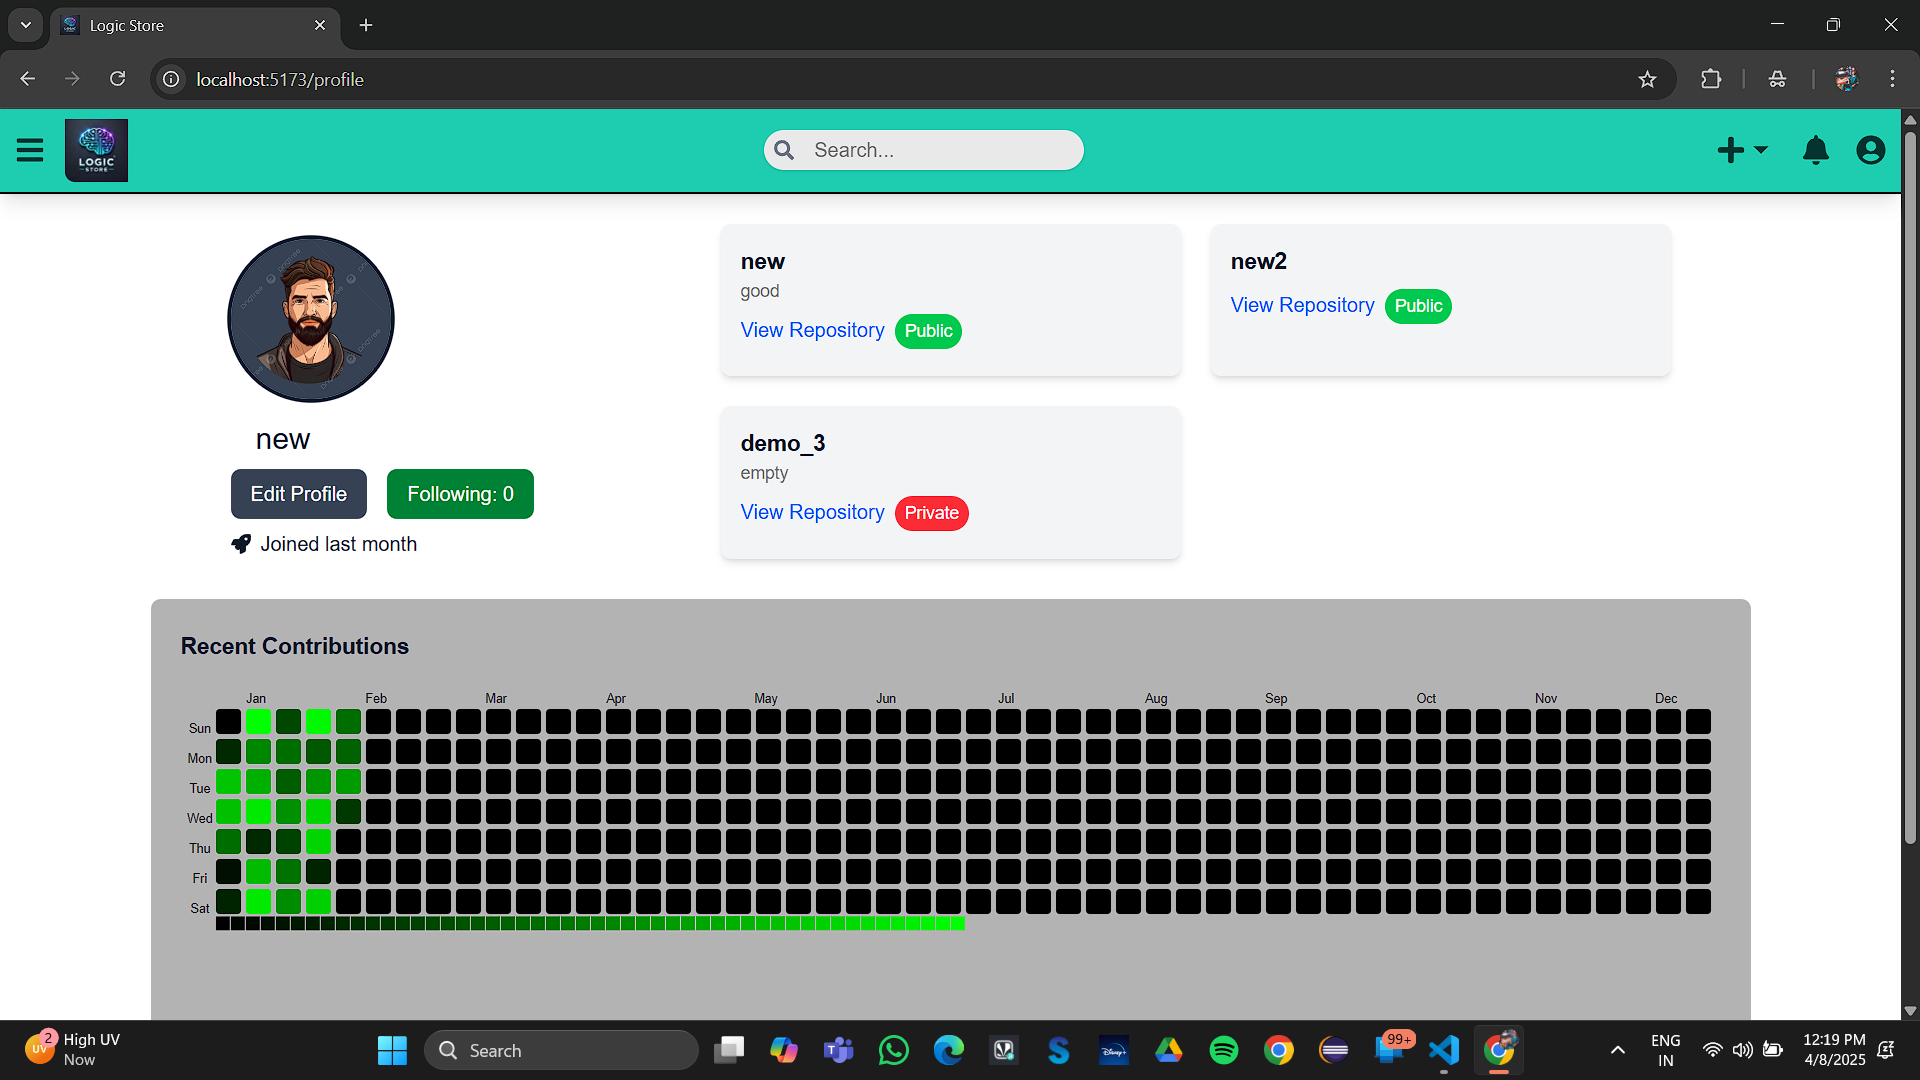 Logic Store
localhost:5173/profile
LOGIC
STORE
Search...
new
Edit Profile
Following: 0
Joined last month
new
good
View Repository
Public
new2
View Repository
Public
demo_3
empty
View Repository
Private
Recent Contributions
Jan Feb Mar Apr May Jun Jul Aug Sep Oct Nov Dec
Sun
Mon
Tue
Wed
Thu
Fri
Sat
2
UV
High UV
Now
Search
Disney+
99+
ENG
IN
12:19 PM
4/8/2025